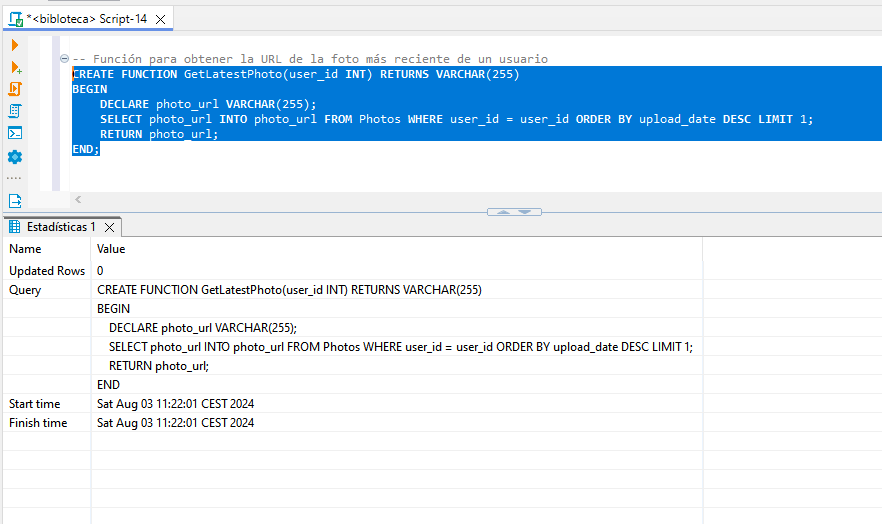 *<bibloteca> Script-14
-- Función para obtener la URL de la foto más reciente de un usuario
CREATE FUNCTION GetLatestPhoto(user_id INT) RETURNS VARCHAR(255)
BEGIN
DECLARE photo_url VARCHAR(255);
SELECT photo_url INTO photo_url FROM Photos WHERE user_id = user_id ORDER BY upload_date DESC LIMIT 1;
RETURN photo_url;
END;
Estadísticas 1
Name Value
Updated Rows 0
Query CREATE FUNCTION GetLatestPhoto(user_id INT) RETURNS VARCHAR(255)
BEGIN
DECLARE photo_url VARCHAR(255);
SELECT photo_url INTO photo_url FROM Photos WHERE user_id = user_id ORDER BY upload_date DESC LIMIT 1;
RETURN photo_url;
END
Start time Sat Aug 03 11:22:01 CEST 2024
Finish time Sat Aug 03 11:22:01 CEST 2024